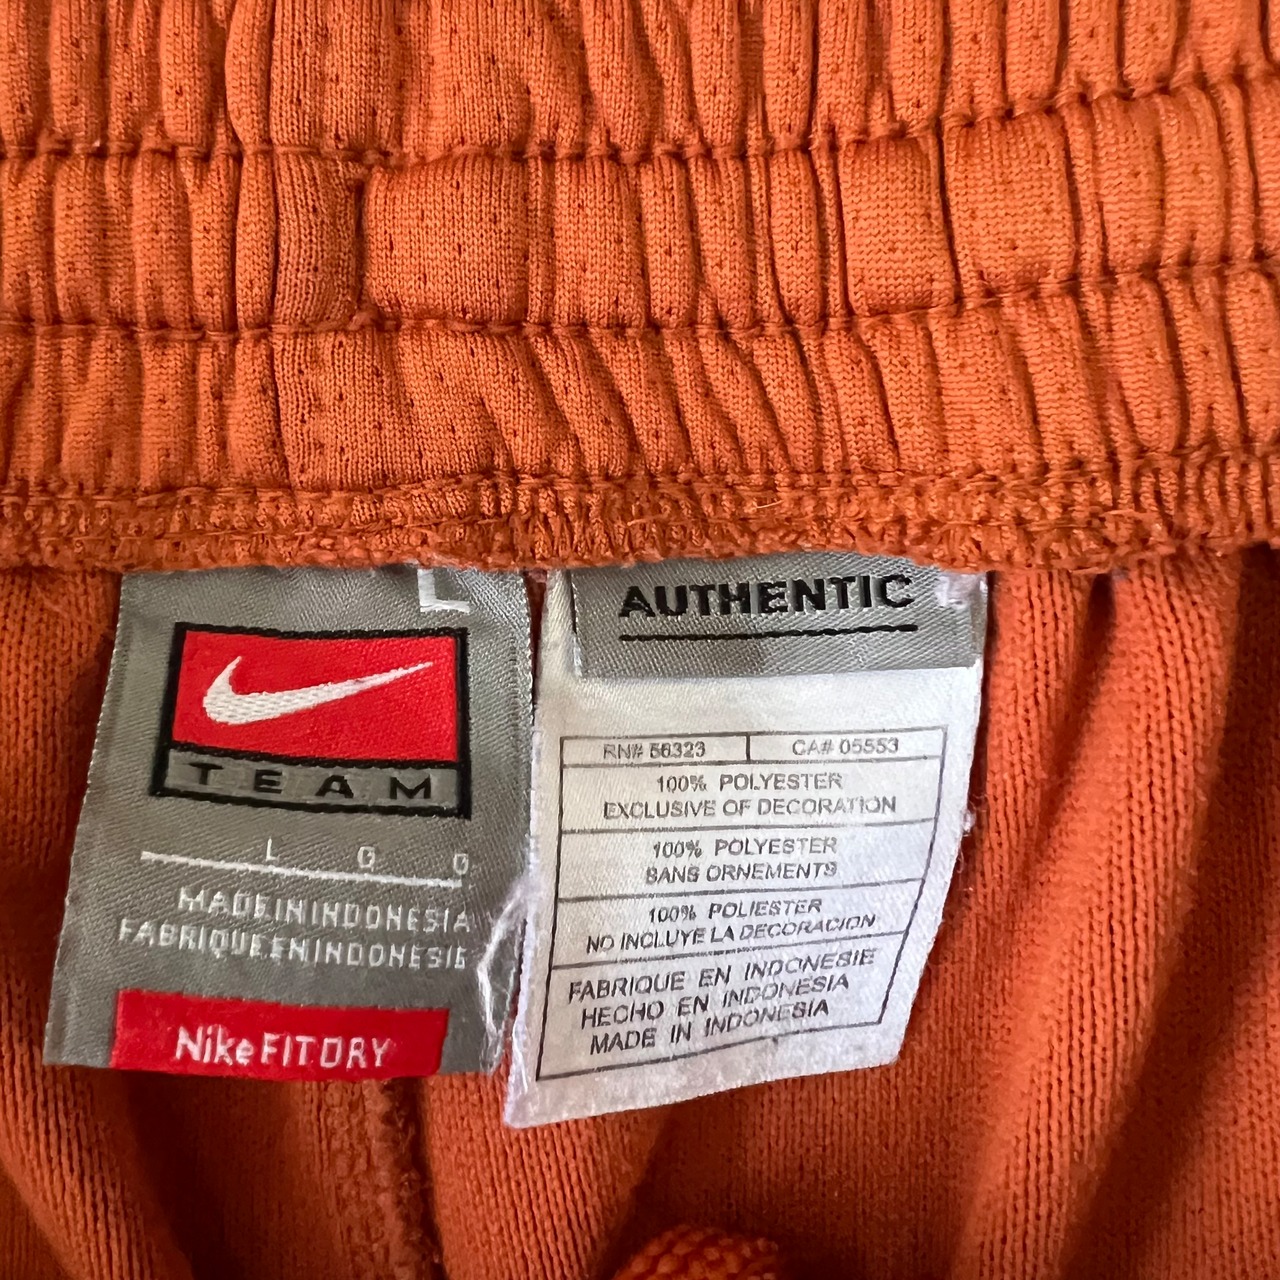 L
TEAM
L G G
MADE IN INDONESIA
FABRIQUE EN INDONESIE
Nike FIT DRY
AUTHENTIC
RN# 56323 CA# 05553
100% POLYESTER
EXCLUSIVE OF DECORATION
100% POLYESTER
SANS ORNEMENTS
100% POLIESTER
NO INCLUYE LA DECORACION
FABRIQUE EN INDONESIE
HECHO EN INDONESIA
MADE IN INDONESIA